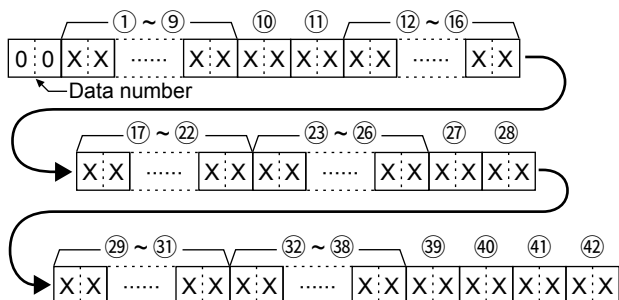 ① ~ ⑨ ⑩ ⑪ ⑫ ~ ⑯
0 0 X X ...... X X X X X X X X ...... X X
Data number
⑰ ~ ㉒ ㉓ ~ ㉖ ㉗ ㉘
X X ...... X X X X ...... X X X X X X
㉙ ~ ㉛ ㉜ ~ ㊳ ㊴ ㊵ ㊶ ㊷
X X ...... X X X X ...... X X X X X X X X X X